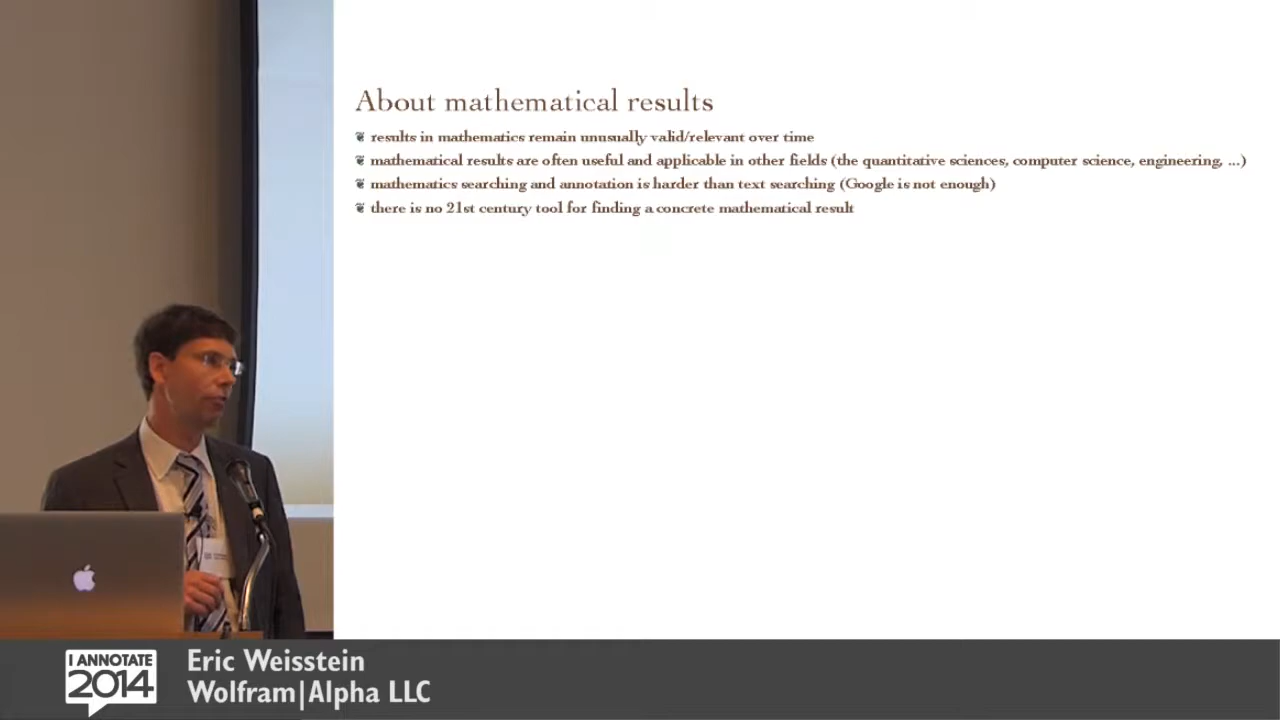 About mathematical results
❦ results in mathematics remain unusually valid/relevant over time
❦ mathematical results are often useful and applicable in other fields (the quantitative sciences, computer science, engineering, ...)
❦ mathematics searching and annotation is harder than text searching (Google is not enough)
❦ there is no 21st century tool for finding a concrete mathematical result
I ANNOTATE
2014
Eric Weisstein
Wolfram|Alpha LLC